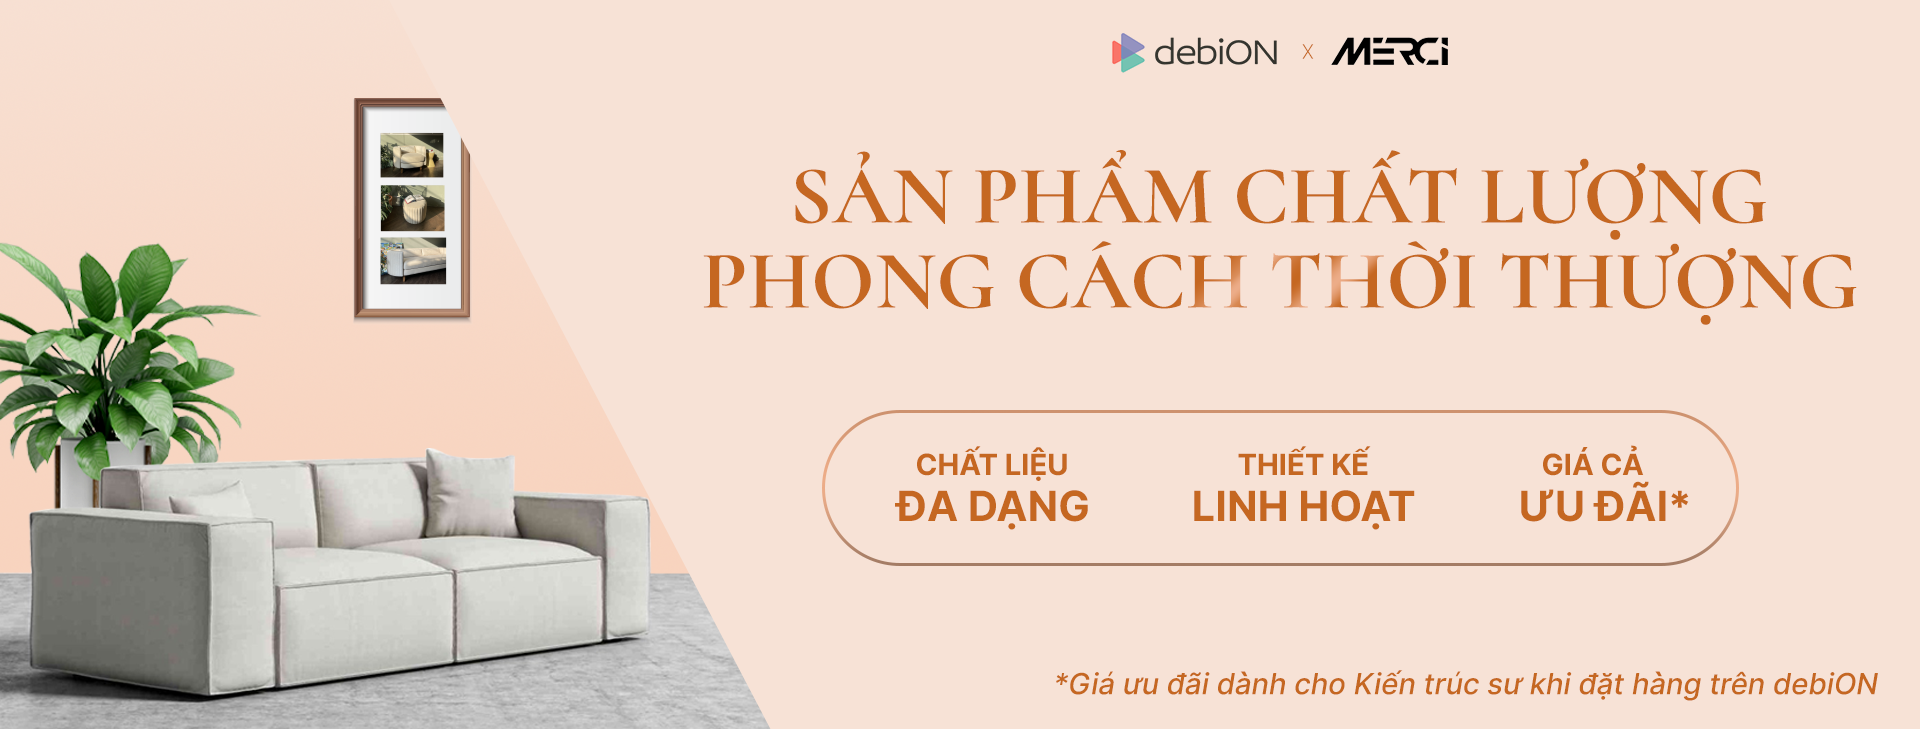 debiON x MERCi
SẢN PHẨM CHẤT LƯỢNG
PHONG CÁCH THỜI THƯỢNG
CHẤT LIỆU
ĐA DẠNG
THIẾT KẾ
LINH HOẠT
GIÁ CẢ
ƯU ĐÃI*
*Giá ưu đãi dành cho Kiến trúc sư khi đặt hàng trên debiON